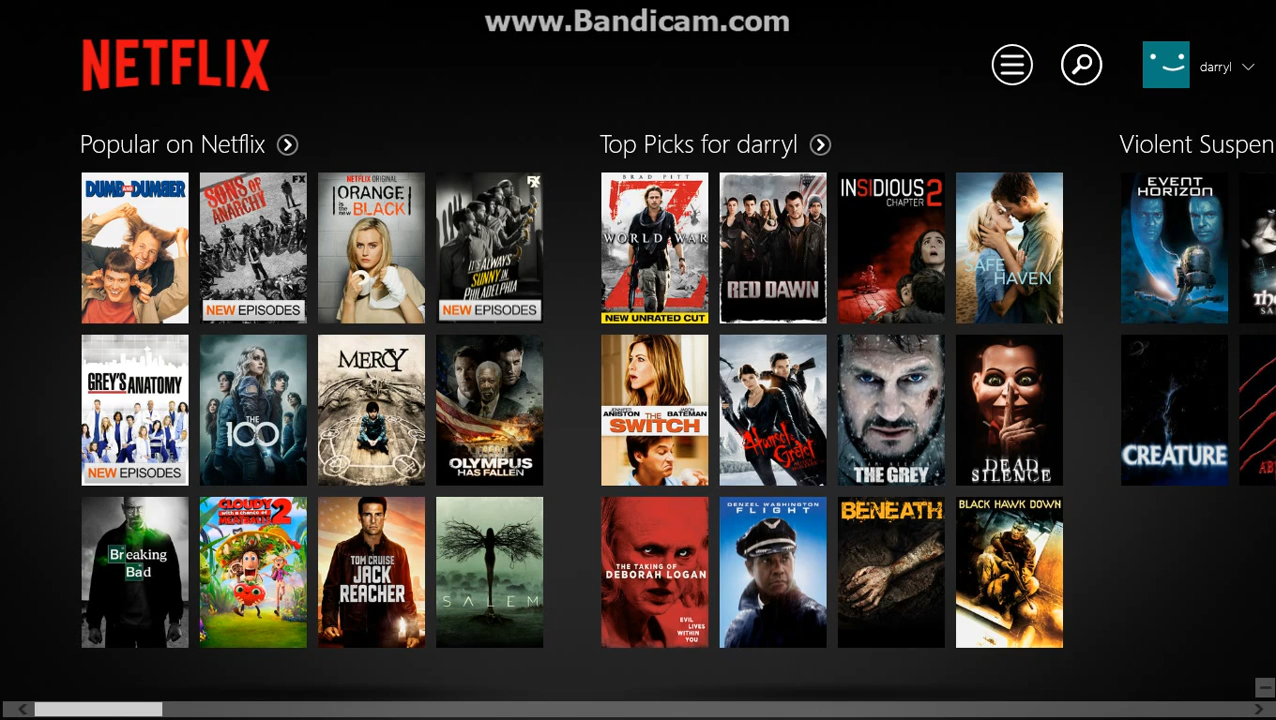 www.Bandicam.com
NETFLIX
darryl
Popular on Netflix
DUMB AND DUMBER
FX
SONS OF
ANARCHY
NEW EPISODES
NETFLIX ORIGINAL
ORANGE
is the new
BLACK
FXX
IT'S ALWAYS
SUNNY IN
PHILADELPHIA
NEW EPISODES
GREY'S ANATOMY
NEW EPISODES
THE
100
MERCY
OLYMPUS
HAS FALLEN
Breaking
Bad
CLOUDY
with a chance of
MEATBALLS 2
TOM CRUISE
JACK
REACHER
SALEM
Top Picks for darryl
BRAD PITT
WORLD WAR
Z
NEW UNRATED CUT
RED DAWN
INSIDIOUS
CHAPTER 2
SAFE
HAVEN
JENNIFER
ANISTON
JASON
BATEMAN
THE
SWITCH
Hansel &
Gretel
THE GREY
DEAD
SILENCE
THE TAKING OF
DEBORAH LOGAN
EVIL
LIVES
WITHIN
YOU
DENZEL WASHINGTON
FLIGHT
BENEATH
BLACK HAWK DOWN
Violent Suspen
EVENT
HORIZON
CREATURE